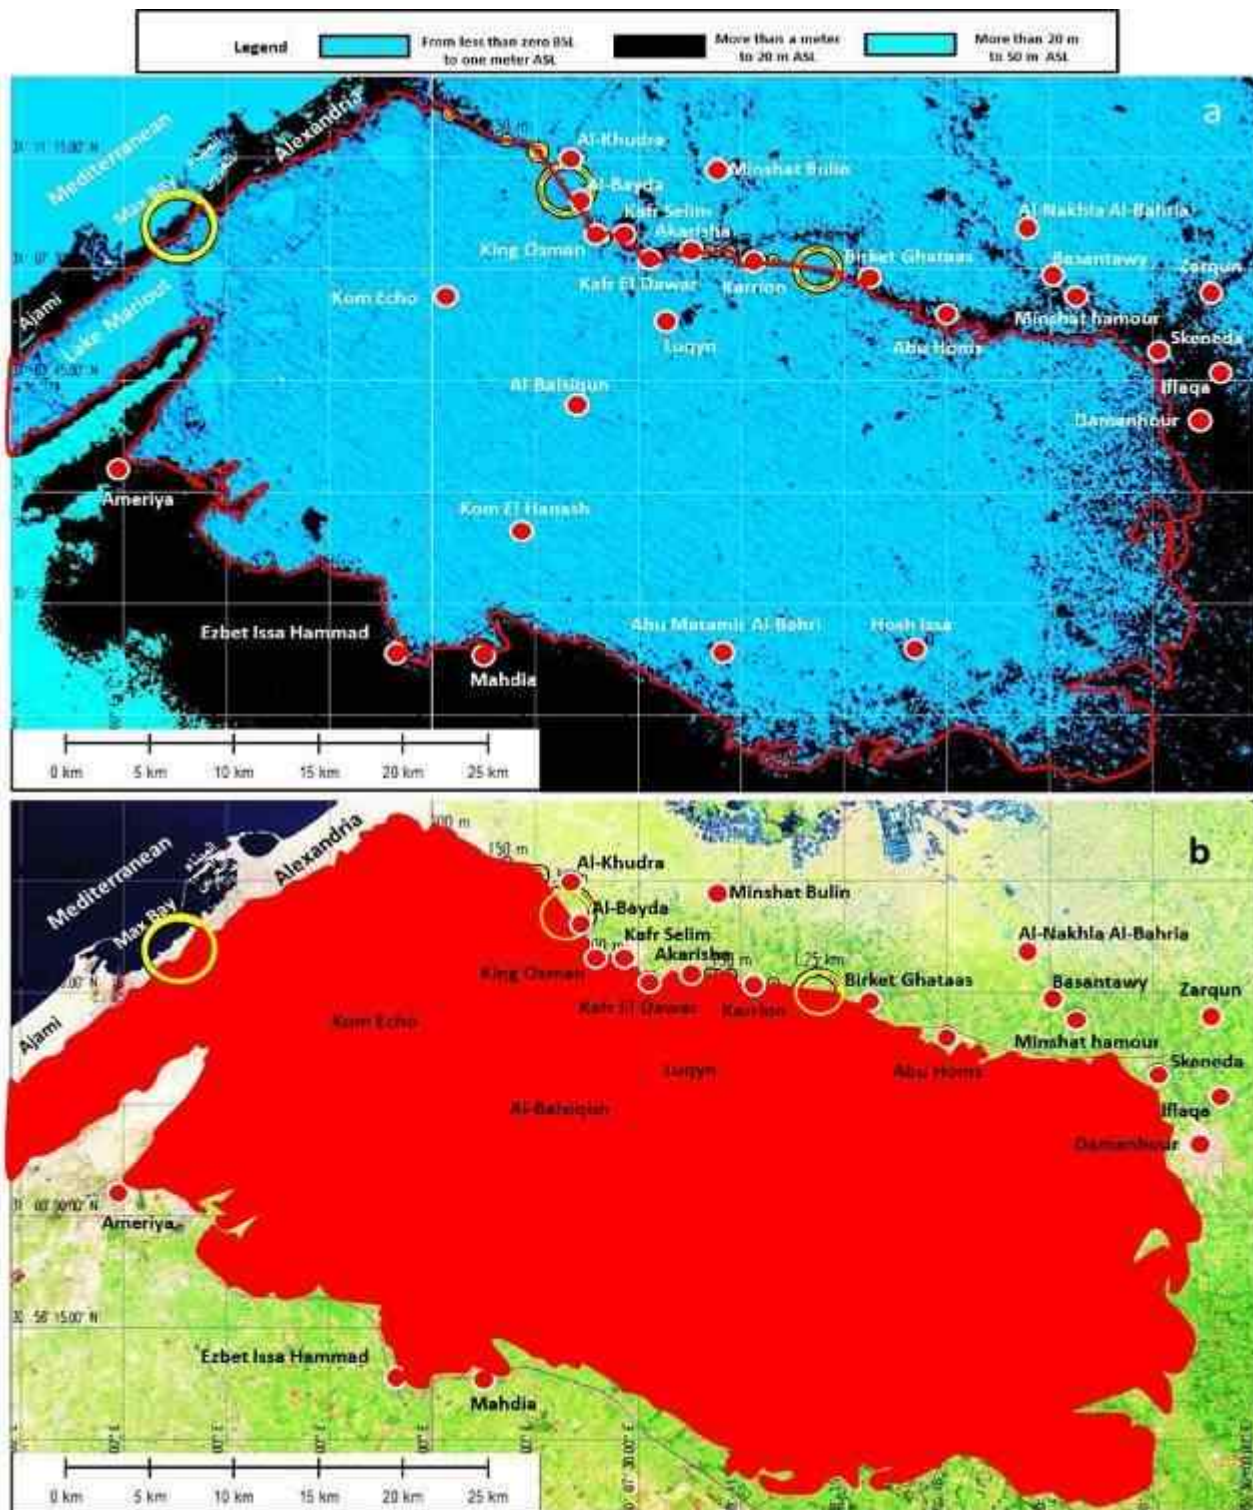 Legend
From less than zero BSL
to one meter ASL
More than a meter
to 20 m ASL
More than 20 m
to 50 m ASL
a
Mediterranean
Max Bay
Alexandria
Ajami
Lake Mariout
Al-Khudra
Al-Bayda
Minshat Bulin
Kafr Selim
Akarisha
King Osman
Kafr El Dawar
Karrion
Birket Ghataas
Al-Nakhla Al-Bahria
Basantawy
Zarqun
Minshat hamour
Kom Echo
Luqyn
Abu Homs
Skeneda
Iflaqa
Al Balsiqun
Damanhour
Ameriya
Kom El Hanash
Ezbet Issa Hammad
Mahdia
Abu Matamir Al-Bahri
Hosh Issa
0 km
5 km
10 km
15 km
20 km
25 km
b
Mediterranean
Max Bay
Alexandria
Ajami
150 m
Al-Khudra
Al-Bayda
Minshat Bulin
Kafr Selim
Akarisha
King Osman
Kafr El Dawar
Karrion
1.25 km
Birket Ghataas
Al-Nakhla Al-Bahria
Basantawy
Zarqun
Minshat hamour
Kom Echo
Luqyn
Abu Homs
Skeneda
Iflaqa
Al-Balsiqun
Damanhour
Ameriya
Ezbet Issa Hammad
Mahdia
0 km
5 km
10 km
15 km
20 km
25 km